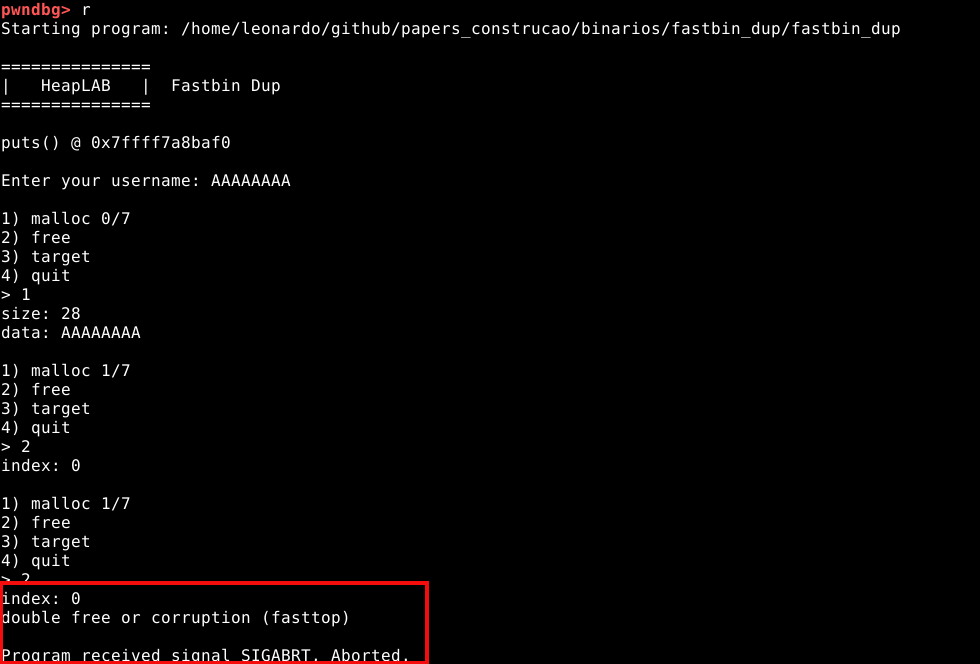 pwndbg> r
Starting program: /home/leonardo/github/papers_construcao/binarios/fastbin_dup/fastbin_dup
===============
|   HeapLAB   |  Fastbin Dup
===============
puts() @ 0x7ffff7a8baf0
Enter your username: AAAAAAAA
1) malloc 0/7
2) free
3) target
4) quit
> 1
size: 28
data: AAAAAAAA
1) malloc 1/7
2) free
3) target
4) quit
> 2
index: 0
1) malloc 1/7
2) free
3) target
4) quit
> 2
index: 0
double free or corruption (fasttop)
Program received signal SIGABRT, Aborted.